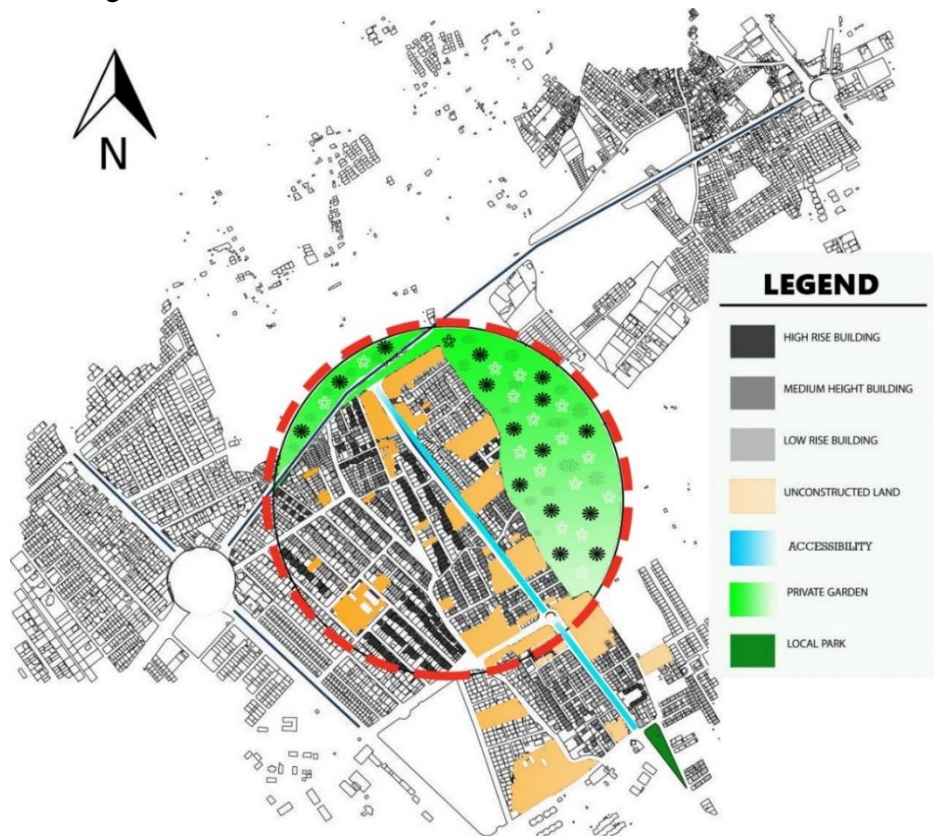 N
LEGEND
HIGH RISE BUILDING
MEDIUM HEIGHT BUILDING
LOW RISE BUILDING
UNCONSTRUCTED LAND
ACCESSIBILITY
PRIVATE GARDEN
LOCAL PARK